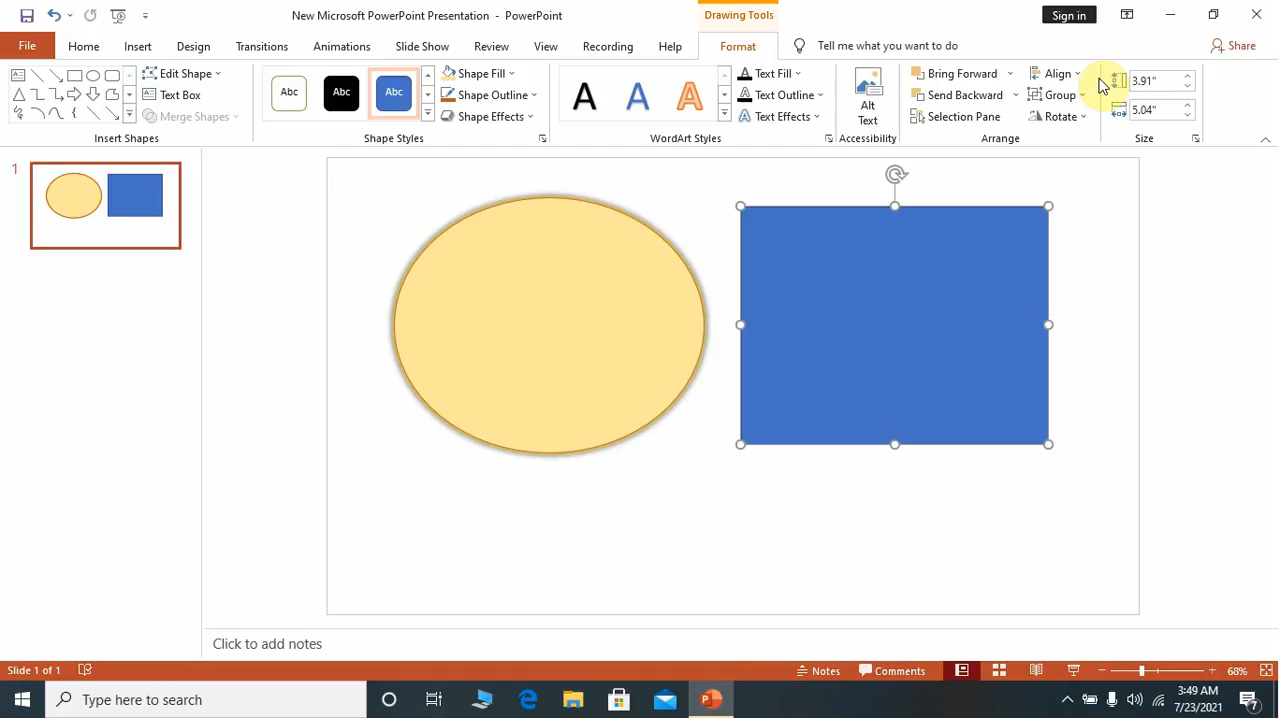 New Microsoft PowerPoint Presentation - PowerPoint
Drawing Tools
Sign in
File
Home
Insert
Design
Transitions
Animations
Slide Show
Review
View
Recording
Help
Format
Tell me what you want to do
Share
Edit Shape
Text Box
Merge Shapes
Insert Shapes
Abc
Abc
Abc
Shape Fill
Shape Outline
Shape Effects
Shape Styles
A
A
A
A Text Fill
A Text Outline
A Text Effects
WordArt Styles
Alt
Text
Accessibility
Bring Forward
Send Backward
Selection Pane
Align
Group
Rotate
Arrange
3.91"
5.04"
Size
1
Click to add notes
Slide 1 of 1
Notes
Comments
68%
Type here to search
3:49 AM
7/23/2021
7